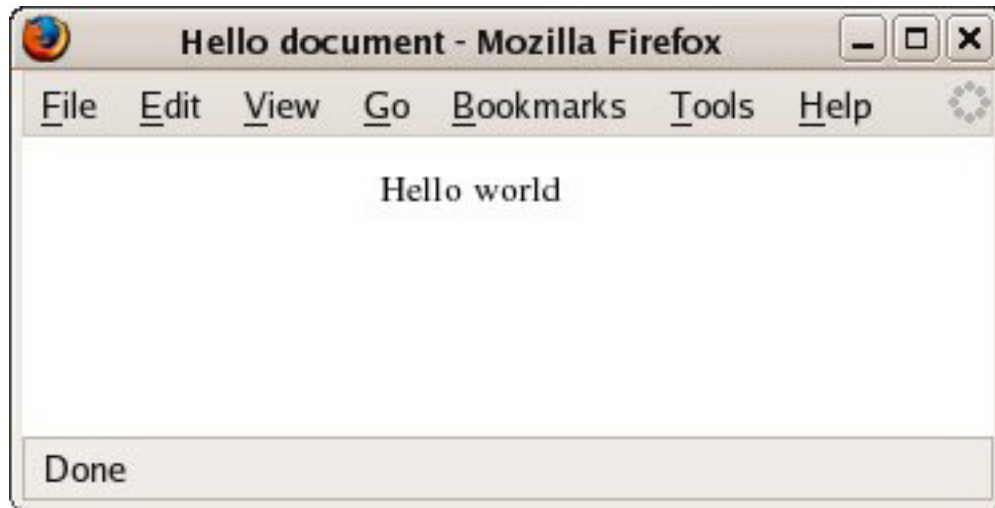 Hello document - Mozilla Firefox
File Edit View Go Bookmarks Tools Help
Hello world
Done